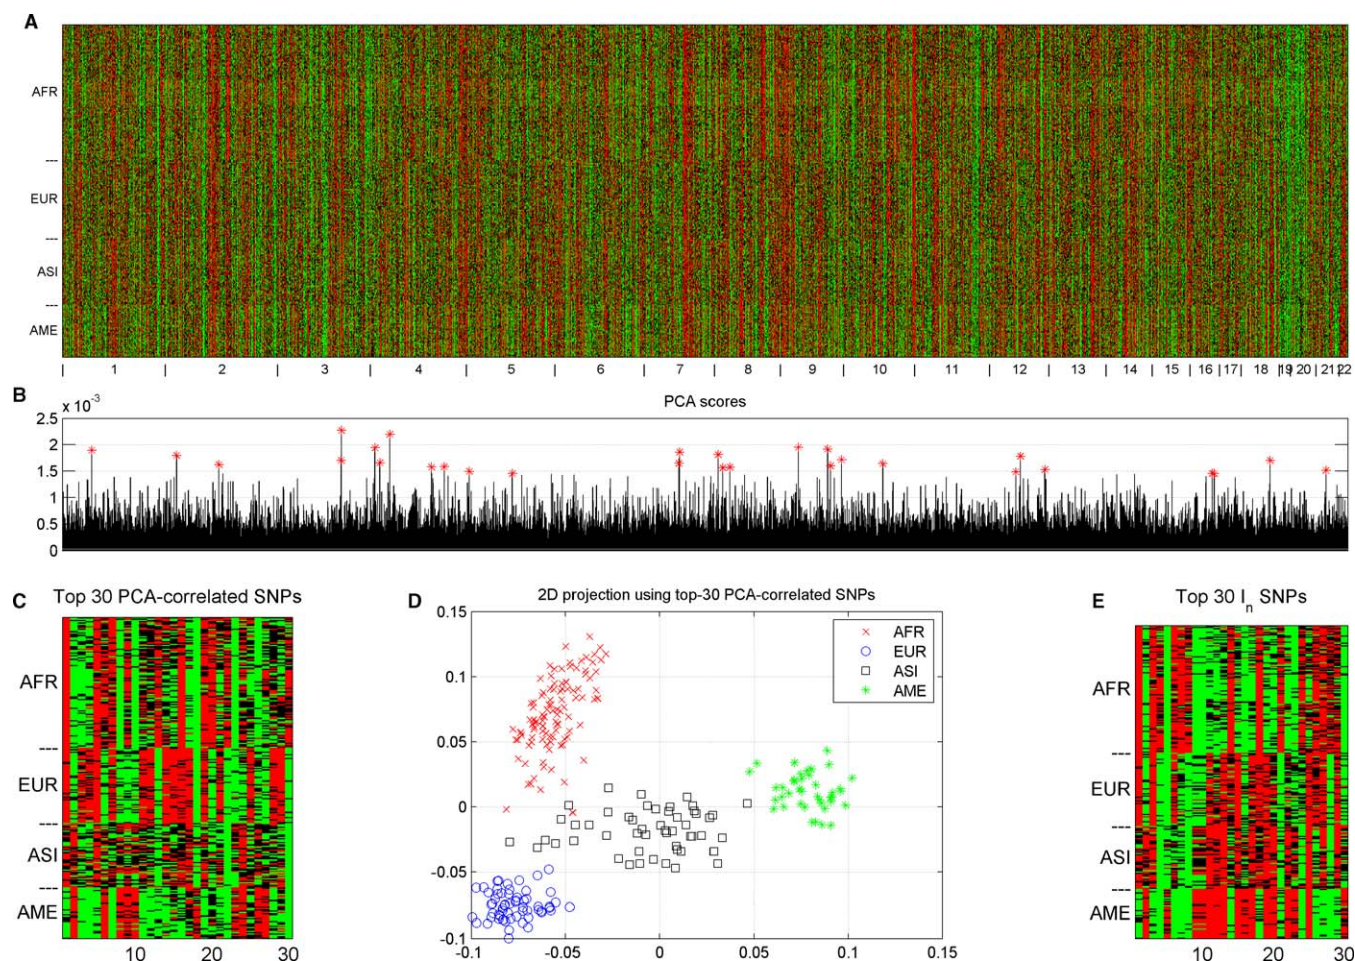 A
AFR
---
EUR
---
ASI
---
AME
| 1 | 2 | 3 | 4 | 5 | 6 | 7 | 8 | 9 | 10 | 11 | 12 | 13 | 14 | 15 | 16 | 17 | 18 |19| 20 | 21 |22
B
x 10-3
PCA scores
2.5
2
1.5
1
0.5
0
C
Top 30 PCA-correlated SNPs
AFR
---
EUR
---
ASI
---
AME
10 20 30
D
2D projection using top-30 PCA-correlated SNPs
0.15
0.1
0.05
0
-0.05
-0.1
-0.1 -0.05 0 0.05 0.1 0.15
AFR
EUR
ASI
AME
E
Top 30 In SNPs
AFR
---
EUR
---
ASI
---
AME
10 20 30